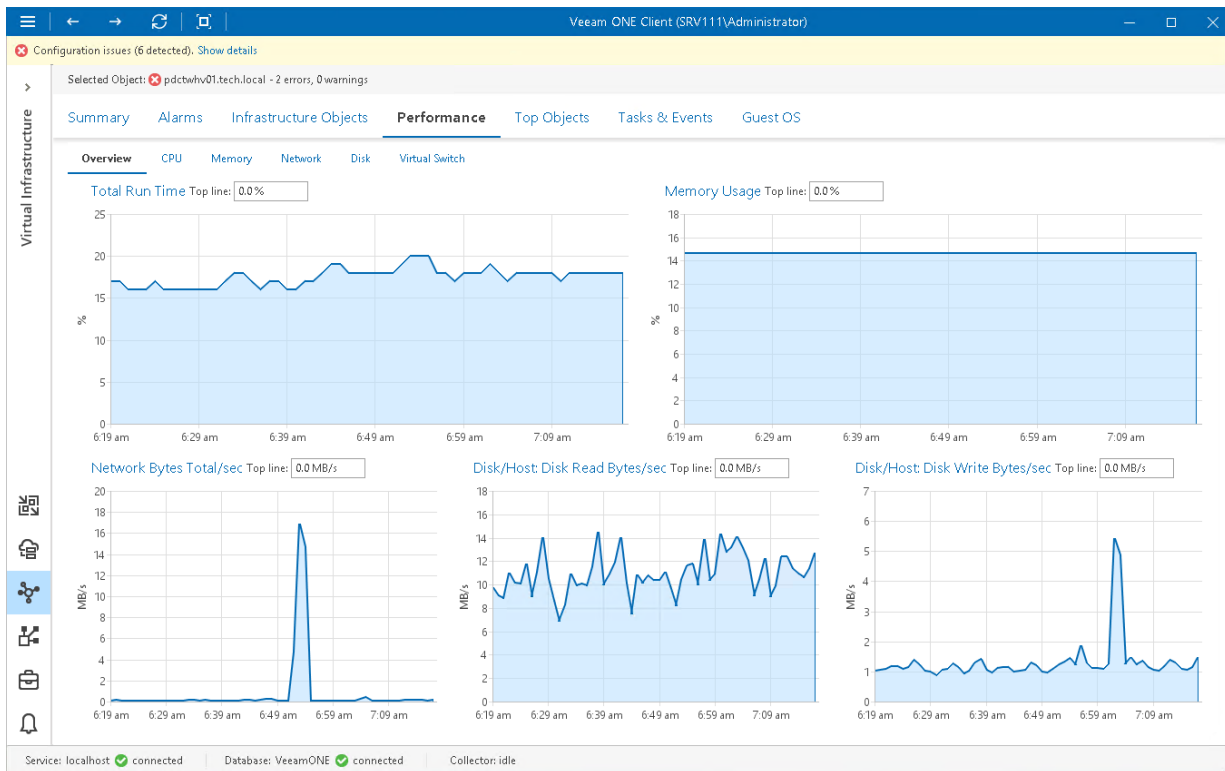 Veeam ONE Client (SRV111\Administrator)
Configuration issues (6 detected). Show details
Selected Object: pdctwhv01.tech.local - 2 errors, 0 warnings
Virtual Infrastructure
Summary Alarms Infrastructure Objects Performance Top Objects Tasks & Events Guest OS
Overview CPU Memory Network Disk Virtual Switch
Total Run Time Top line: 0.0 %
25
20
15
10
5
0
%
6:19 am 6:29 am 6:39 am 6:49 am 6:59 am 7:09 am
Memory Usage Top line: 0.0 %
18
16
14
12
10
8
6
4
2
0
%
6:19 am 6:29 am 6:39 am 6:49 am 6:59 am 7:09 am
Network Bytes Total/sec Top line: 0.0 MB/s
20
18
16
14
12
10
8
6
4
2
0
MB/s
6:19 am 6:29 am 6:39 am 6:49 am 6:59 am 7:09 am
Disk/Host: Disk Read Bytes/sec Top line: 0.0 MB/s
18
16
14
12
10
8
6
4
2
0
MB/s
6:19 am 6:29 am 6:39 am 6:49 am 6:59 am 7:09 am
Disk/Host: Disk Write Bytes/sec Top line: 0.0 MB/s
7
6
5
4
3
2
1
0
MB/s
6:19 am 6:29 am 6:39 am 6:49 am 6:59 am 7:09 am
Service: localhost connected Database: VeeamONE connected Collector: idle